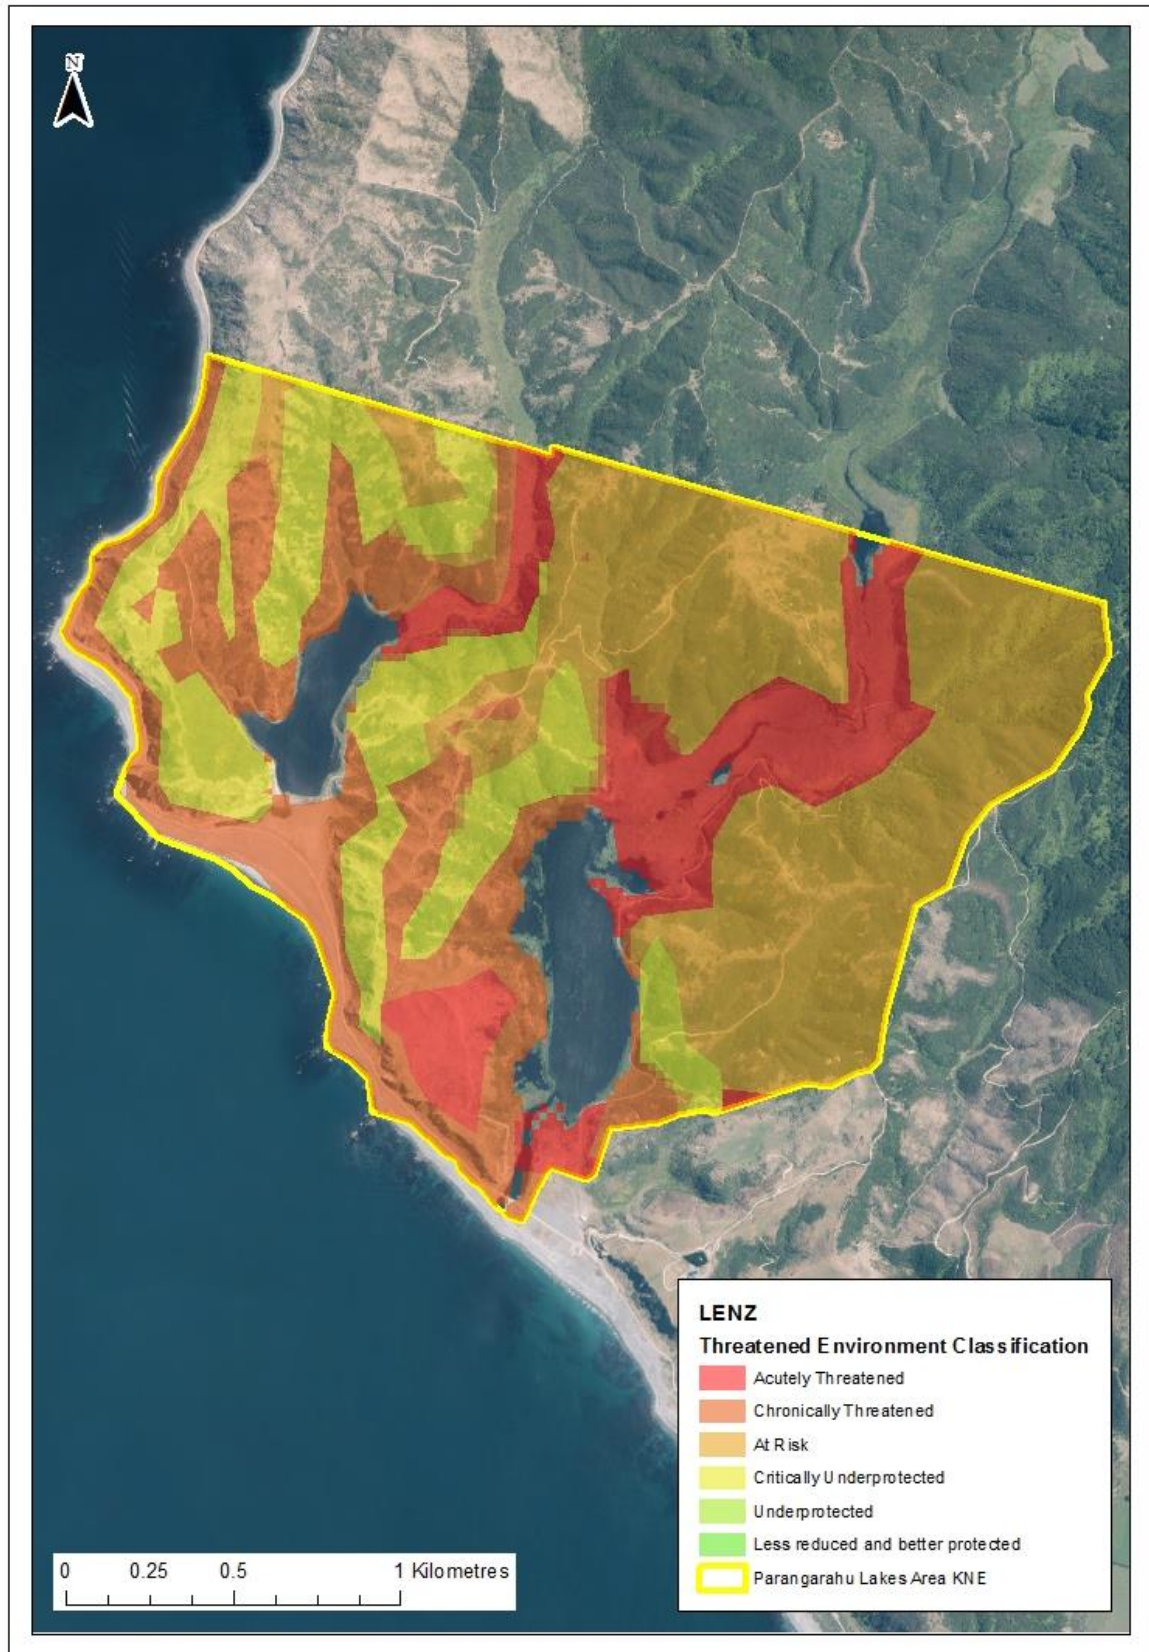 N
LENZ
Threatened Environment Classification
Acutely Threatened
Chronically Threatened
At Risk
Critically Underprotected
Underprotected
Less reduced and better protected
Parangarahu Lakes Area KNE
0 0.25 0.5 1 Kilometres